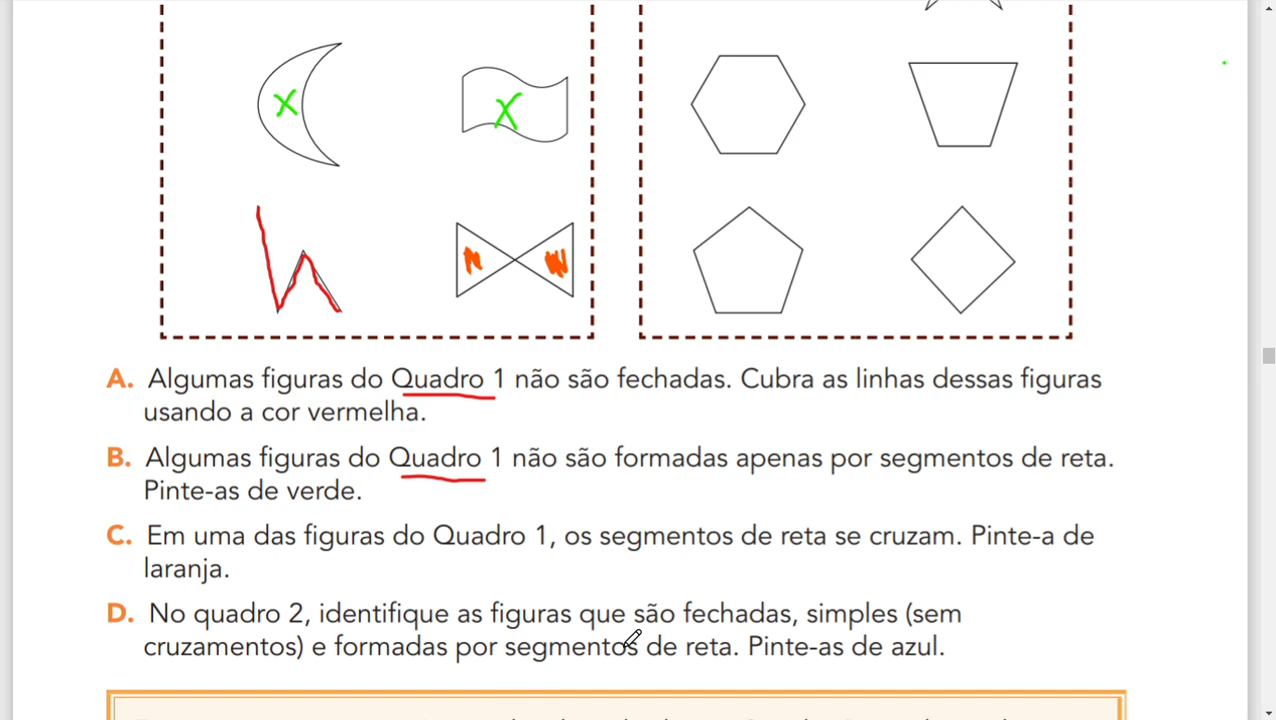 A. Algumas figuras do Quadro 1 não são fechadas. Cubra as linhas dessas figuras
usando a cor vermelha.
B. Algumas figuras do Quadro 1 não são formadas apenas por segmentos de reta.
Pinte-as de verde.
C. Em uma das figuras do Quadro 1, os segmentos de reta se cruzam. Pinte-a de
laranja.
D. No quadro 2, identifique as figuras que são fechadas, simples (sem
cruzamentos) e formadas por segmentos de reta. Pinte-as de azul.